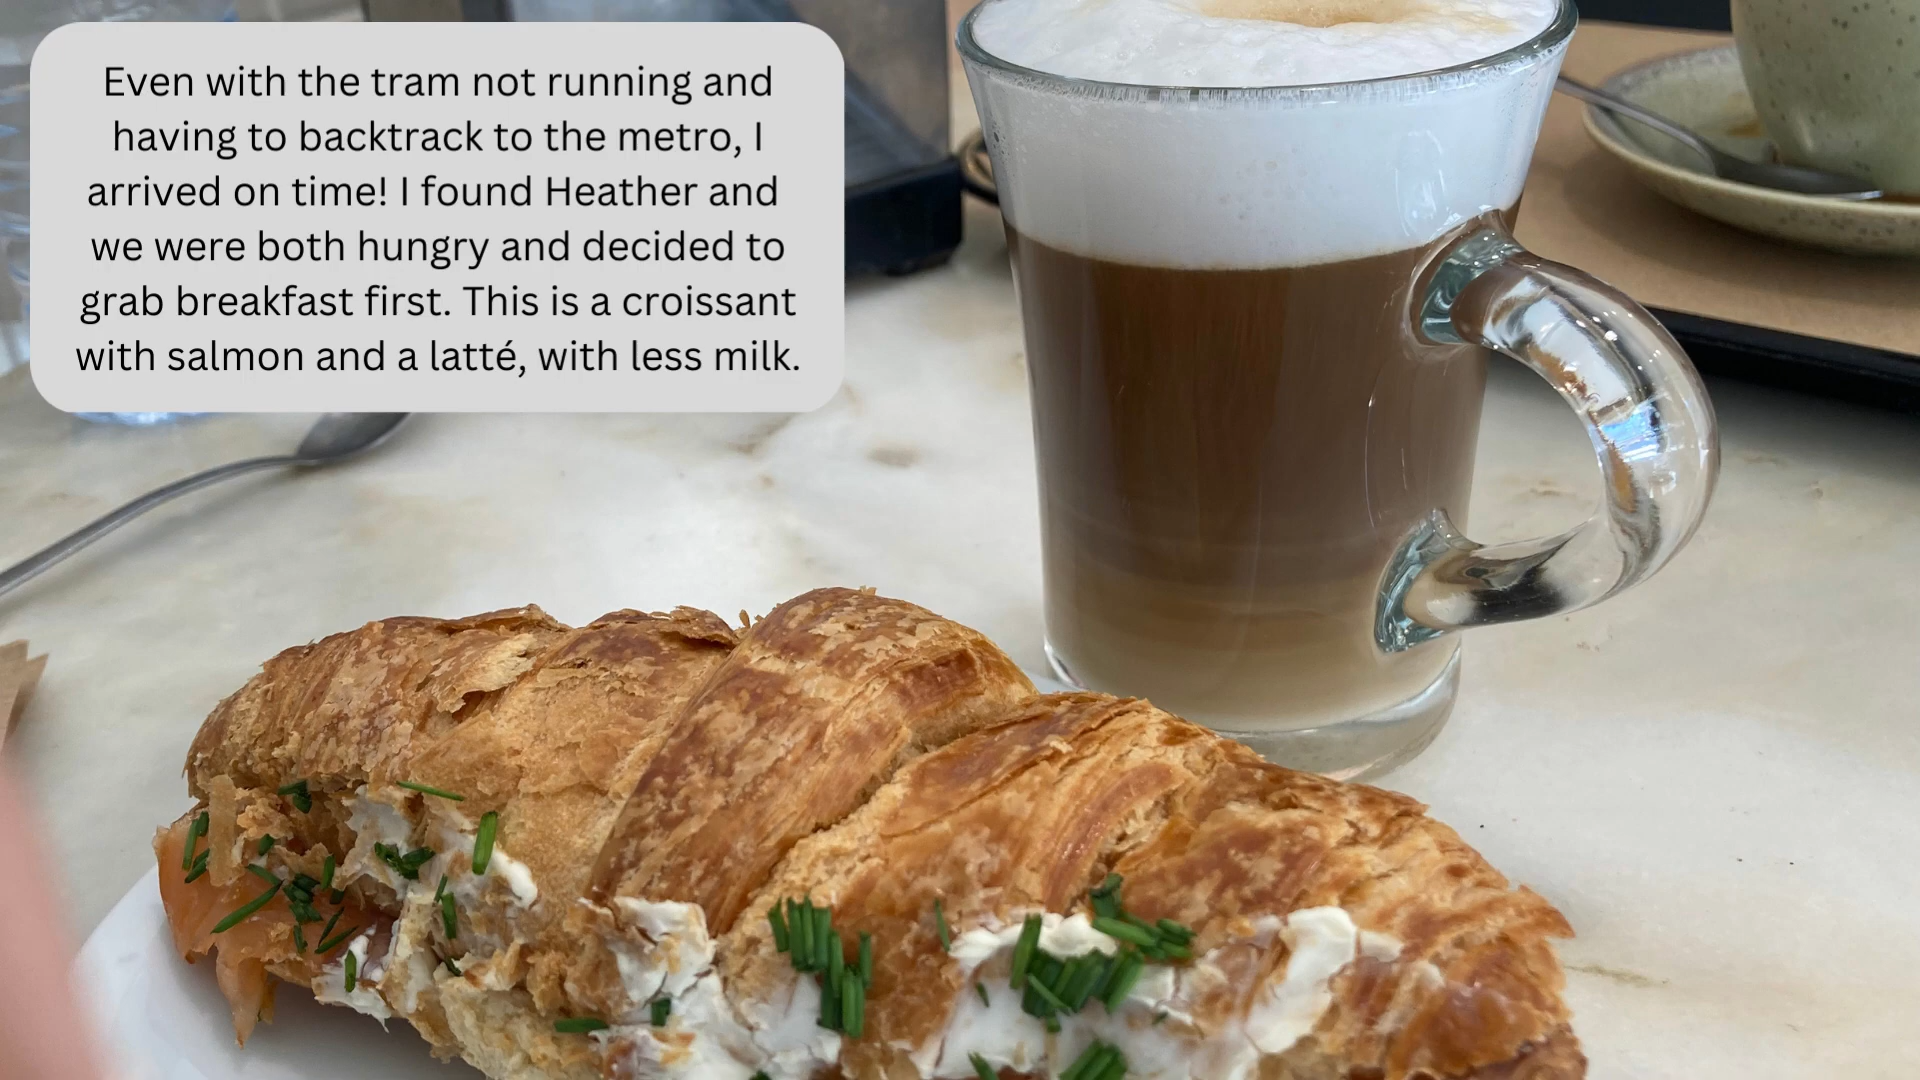 Even with the tram not running and
having to backtrack to the metro, I
arrived on time! I found Heather and
we were both hungry and decided to
grab breakfast first. This is a croissant
with salmon and a latté, with less milk.